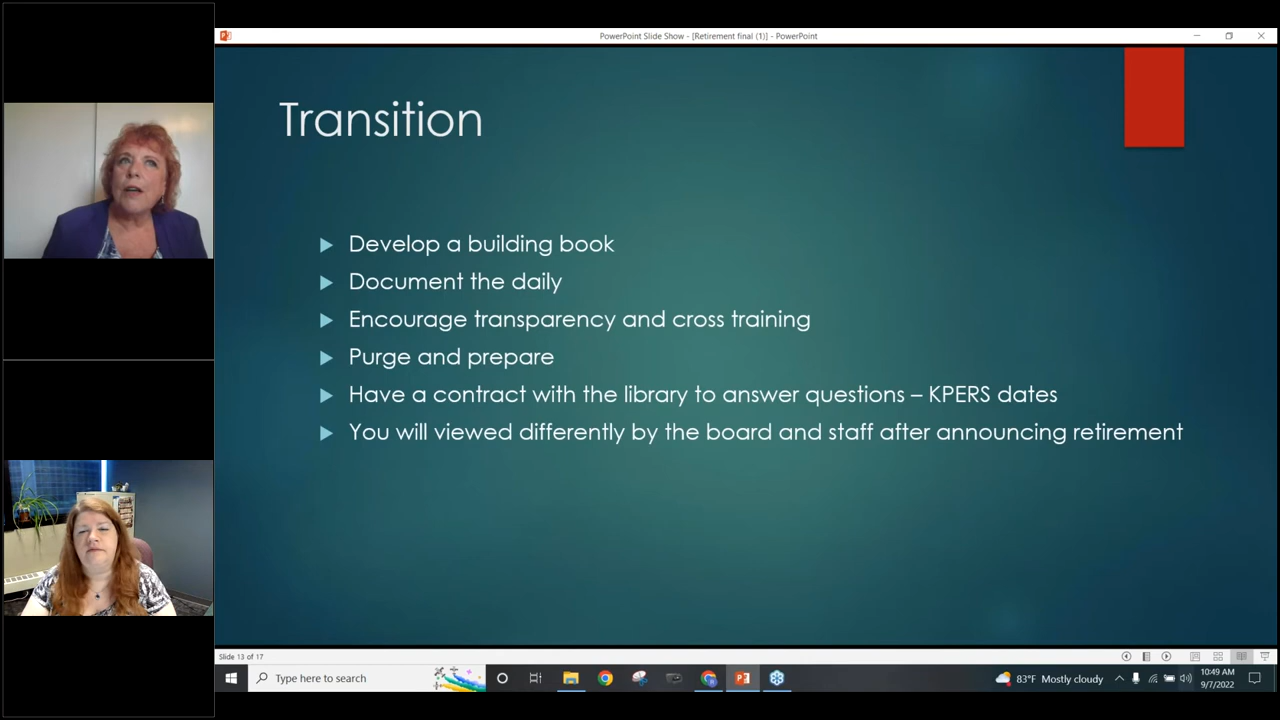 PowerPoint Slide Show - [Retirement final (1)] - PowerPoint
Transition
Develop a building book
Document the daily
Encourage transparency and cross training
Purge and prepare
Have a contract with the library to answer questions – KPERS dates
You will viewed differently by the board and staff after announcing retirement
Slide 13 of 17
Type here to search
83°F Mostly cloudy
10:49 AM
9/7/2022